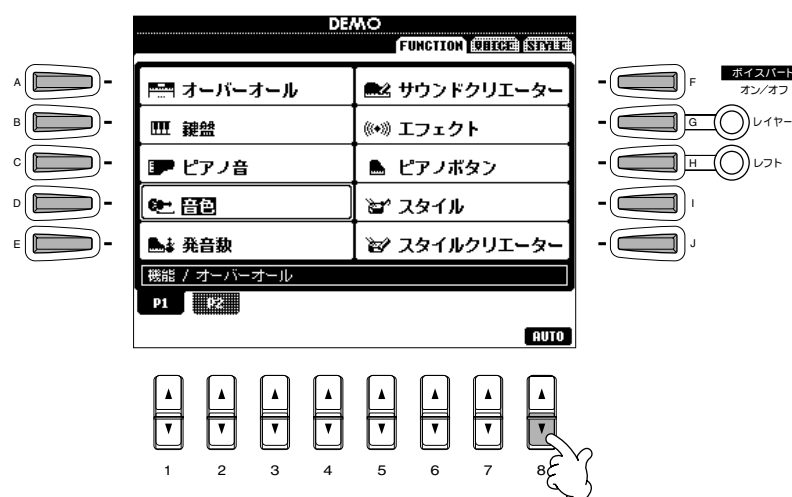 DEMO
FUNCTION VOICE STYLE
A オーバーオール サウンドクリエーター F
ボイスパート
オン/オフ
B 鍵盤 エフェクト G レイヤー
C ピアノ音 ピアノボタン H レフト
D 音色 スタイル I
E 発音数 スタイルクリエーター J
機能 / オーバーオール
P1 P2
AUTO
1 2 3 4 5 6 7 8